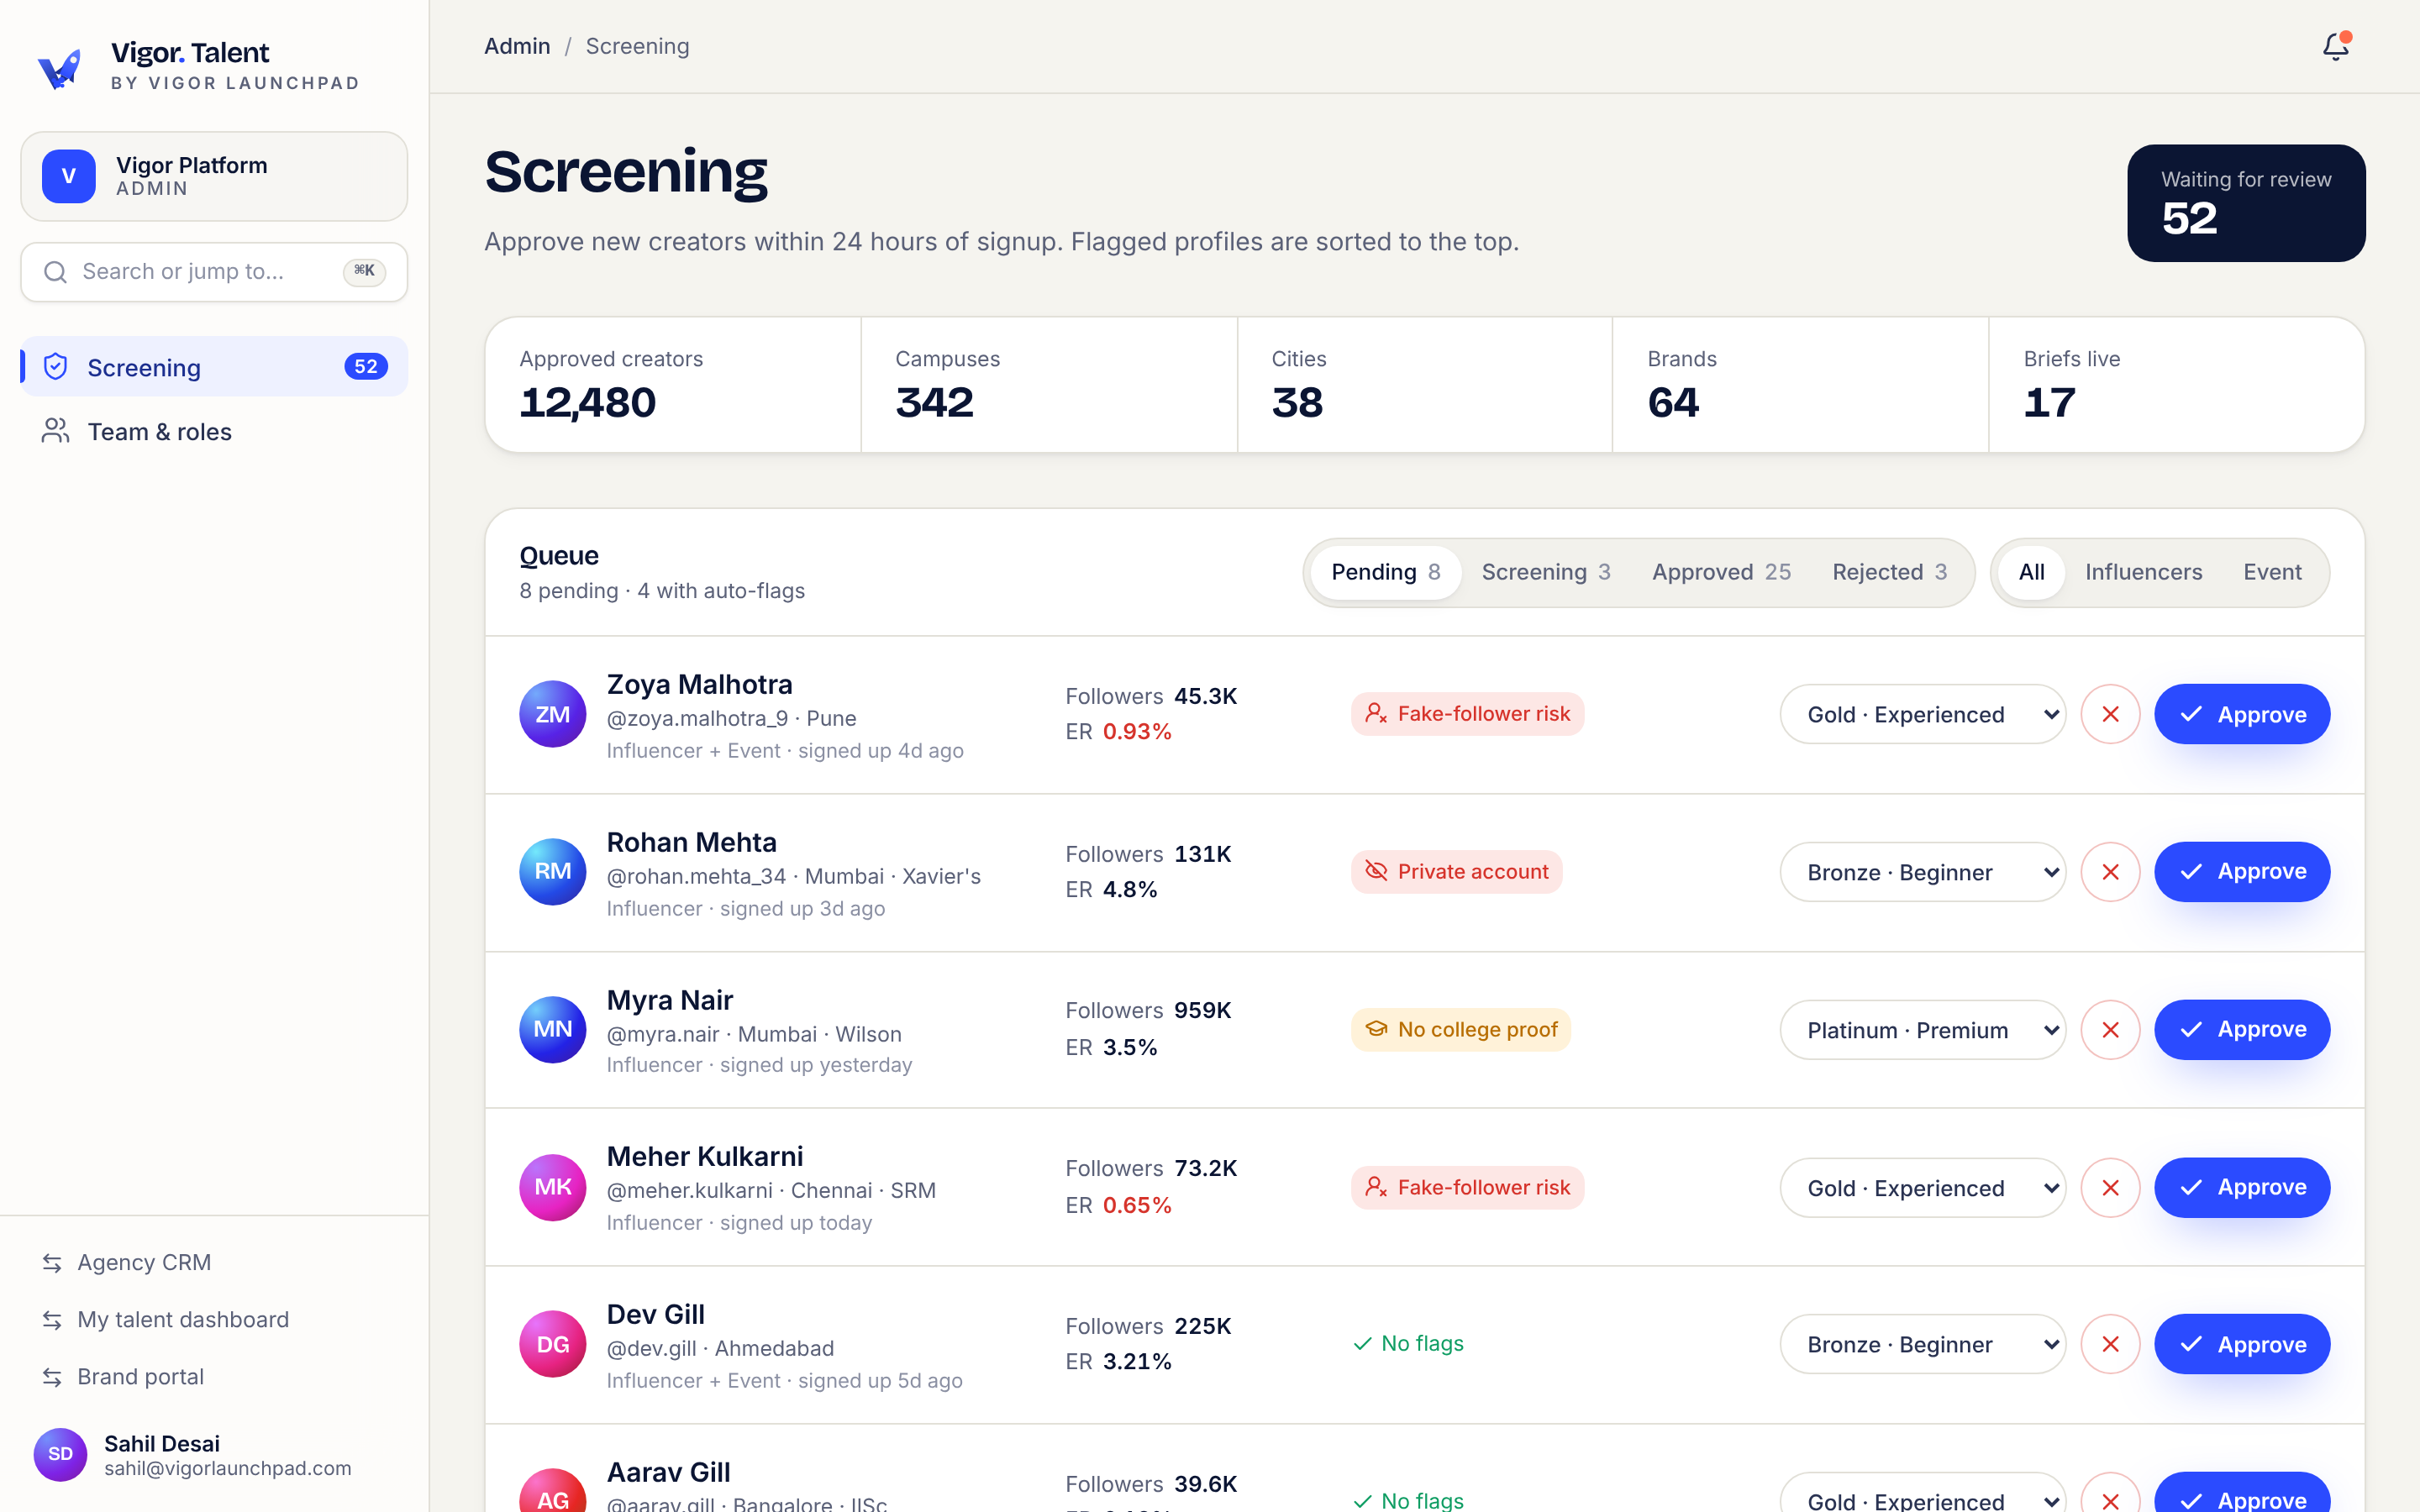 Vigor. Talent
BY VIGOR LAUNCHPAD
V
Vigor Platform
ADMIN
Search or jump to...
⌘K
Screening
52
Team & roles
Agency CRM
My talent dashboard
Brand portal
SD
Sahil Desai
sahil@vigorlaunchpad.com
Admin / Screening
Screening
Approve new creators within 24 hours of signup. Flagged profiles are sorted to the top.
Waiting for review
52
Approved creators
12,480
Campuses
342
Cities
38
Brands
64
Briefs live
17
Queue
8 pending · 4 with auto-flags
Pending 8
Screening 3
Approved 25
Rejected 3
All
Influencers
Event
ZM
Zoya Malhotra
@zoya.malhotra_9 · Pune
Influencer + Event · signed up 4d ago
Followers 45.3K
ER 0.93%
Fake-follower risk
Gold · Experienced
Approve
RM
Rohan Mehta
@rohan.mehta_34 · Mumbai · Xavier's
Influencer · signed up 3d ago
Followers 131K
ER 4.8%
Private account
Bronze · Beginner
Approve
MN
Myra Nair
@myra.nair · Mumbai · Wilson
Influencer · signed up yesterday
Followers 959K
ER 3.5%
No college proof
Platinum · Premium
Approve
MK
Meher Kulkarni
@meher.kulkarni · Chennai · SRM
Influencer · signed up today
Followers 73.2K
ER 0.65%
Fake-follower risk
Gold · Experienced
Approve
DG
Dev Gill
@dev.gill · Ahmedabad
Influencer + Event · signed up 5d ago
Followers 225K
ER 3.21%
No flags
Bronze · Beginner
Approve
AG
Aarav Gill
@aarav.gill · Bangalore · IISc
Followers 39.6K
No flags
Gold · Experienced
Approve